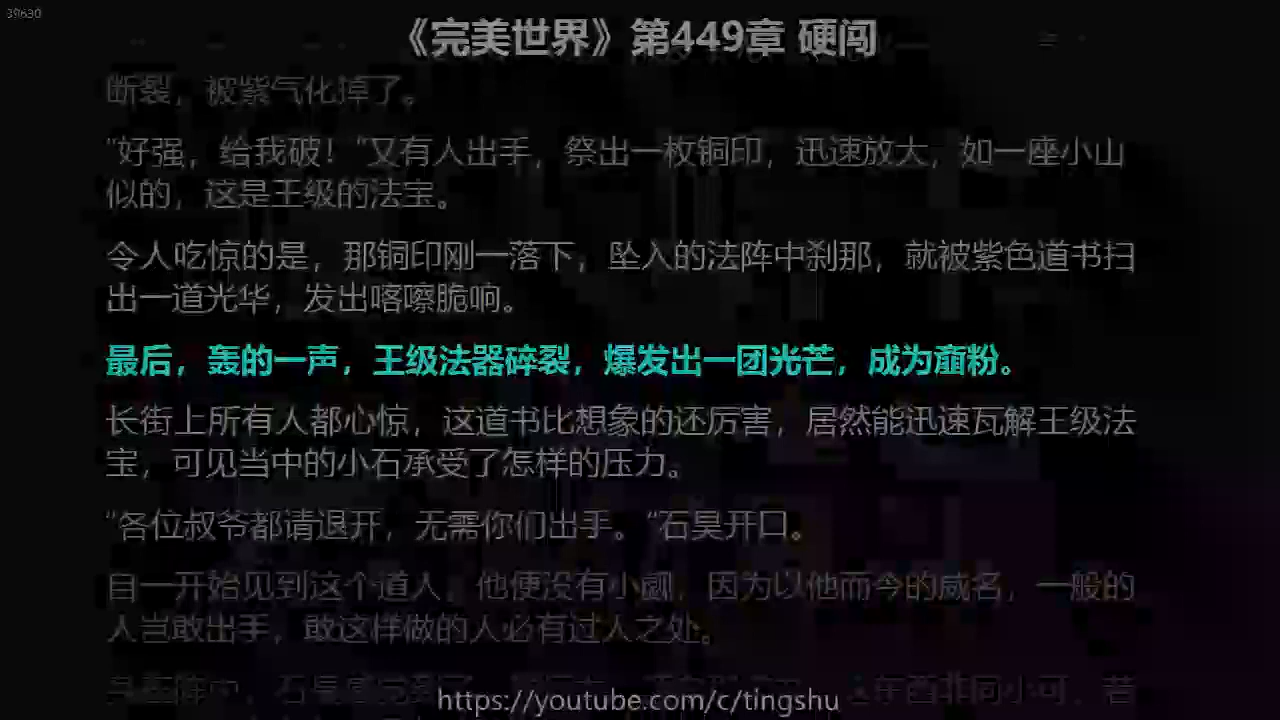 39630
《完美世界》第449章 硬闯
断裂，被紫气化掉了。
"好强，给我破！"又有人出手，祭出一枚铜印，迅速放大，如一座小山
似的，这是王级的法宝。
令人吃惊的是，那铜印刚一落下，坠入的法阵中刹那，就被紫色道书扫
出一道光华，发出喀嚓脆响。
最后，轰的一声，王级法器碎裂，爆发出一团光芒，成为齑粉。
长街上所有人都心惊，这道书比想象的还厉害，居然能迅速瓦解王级法
宝，可见当中的小石承受了怎样的压力。
"各位叔爷都请退开，无需你们出手。"石昊开口。
自一开始见到这个道人，他便没有小觑，因为以他而今的威名，一般的
人岂敢出手，敢这样做的人必有过人之处。
石昊
在西非同小可，若
https://youtube.com/c/tingshu